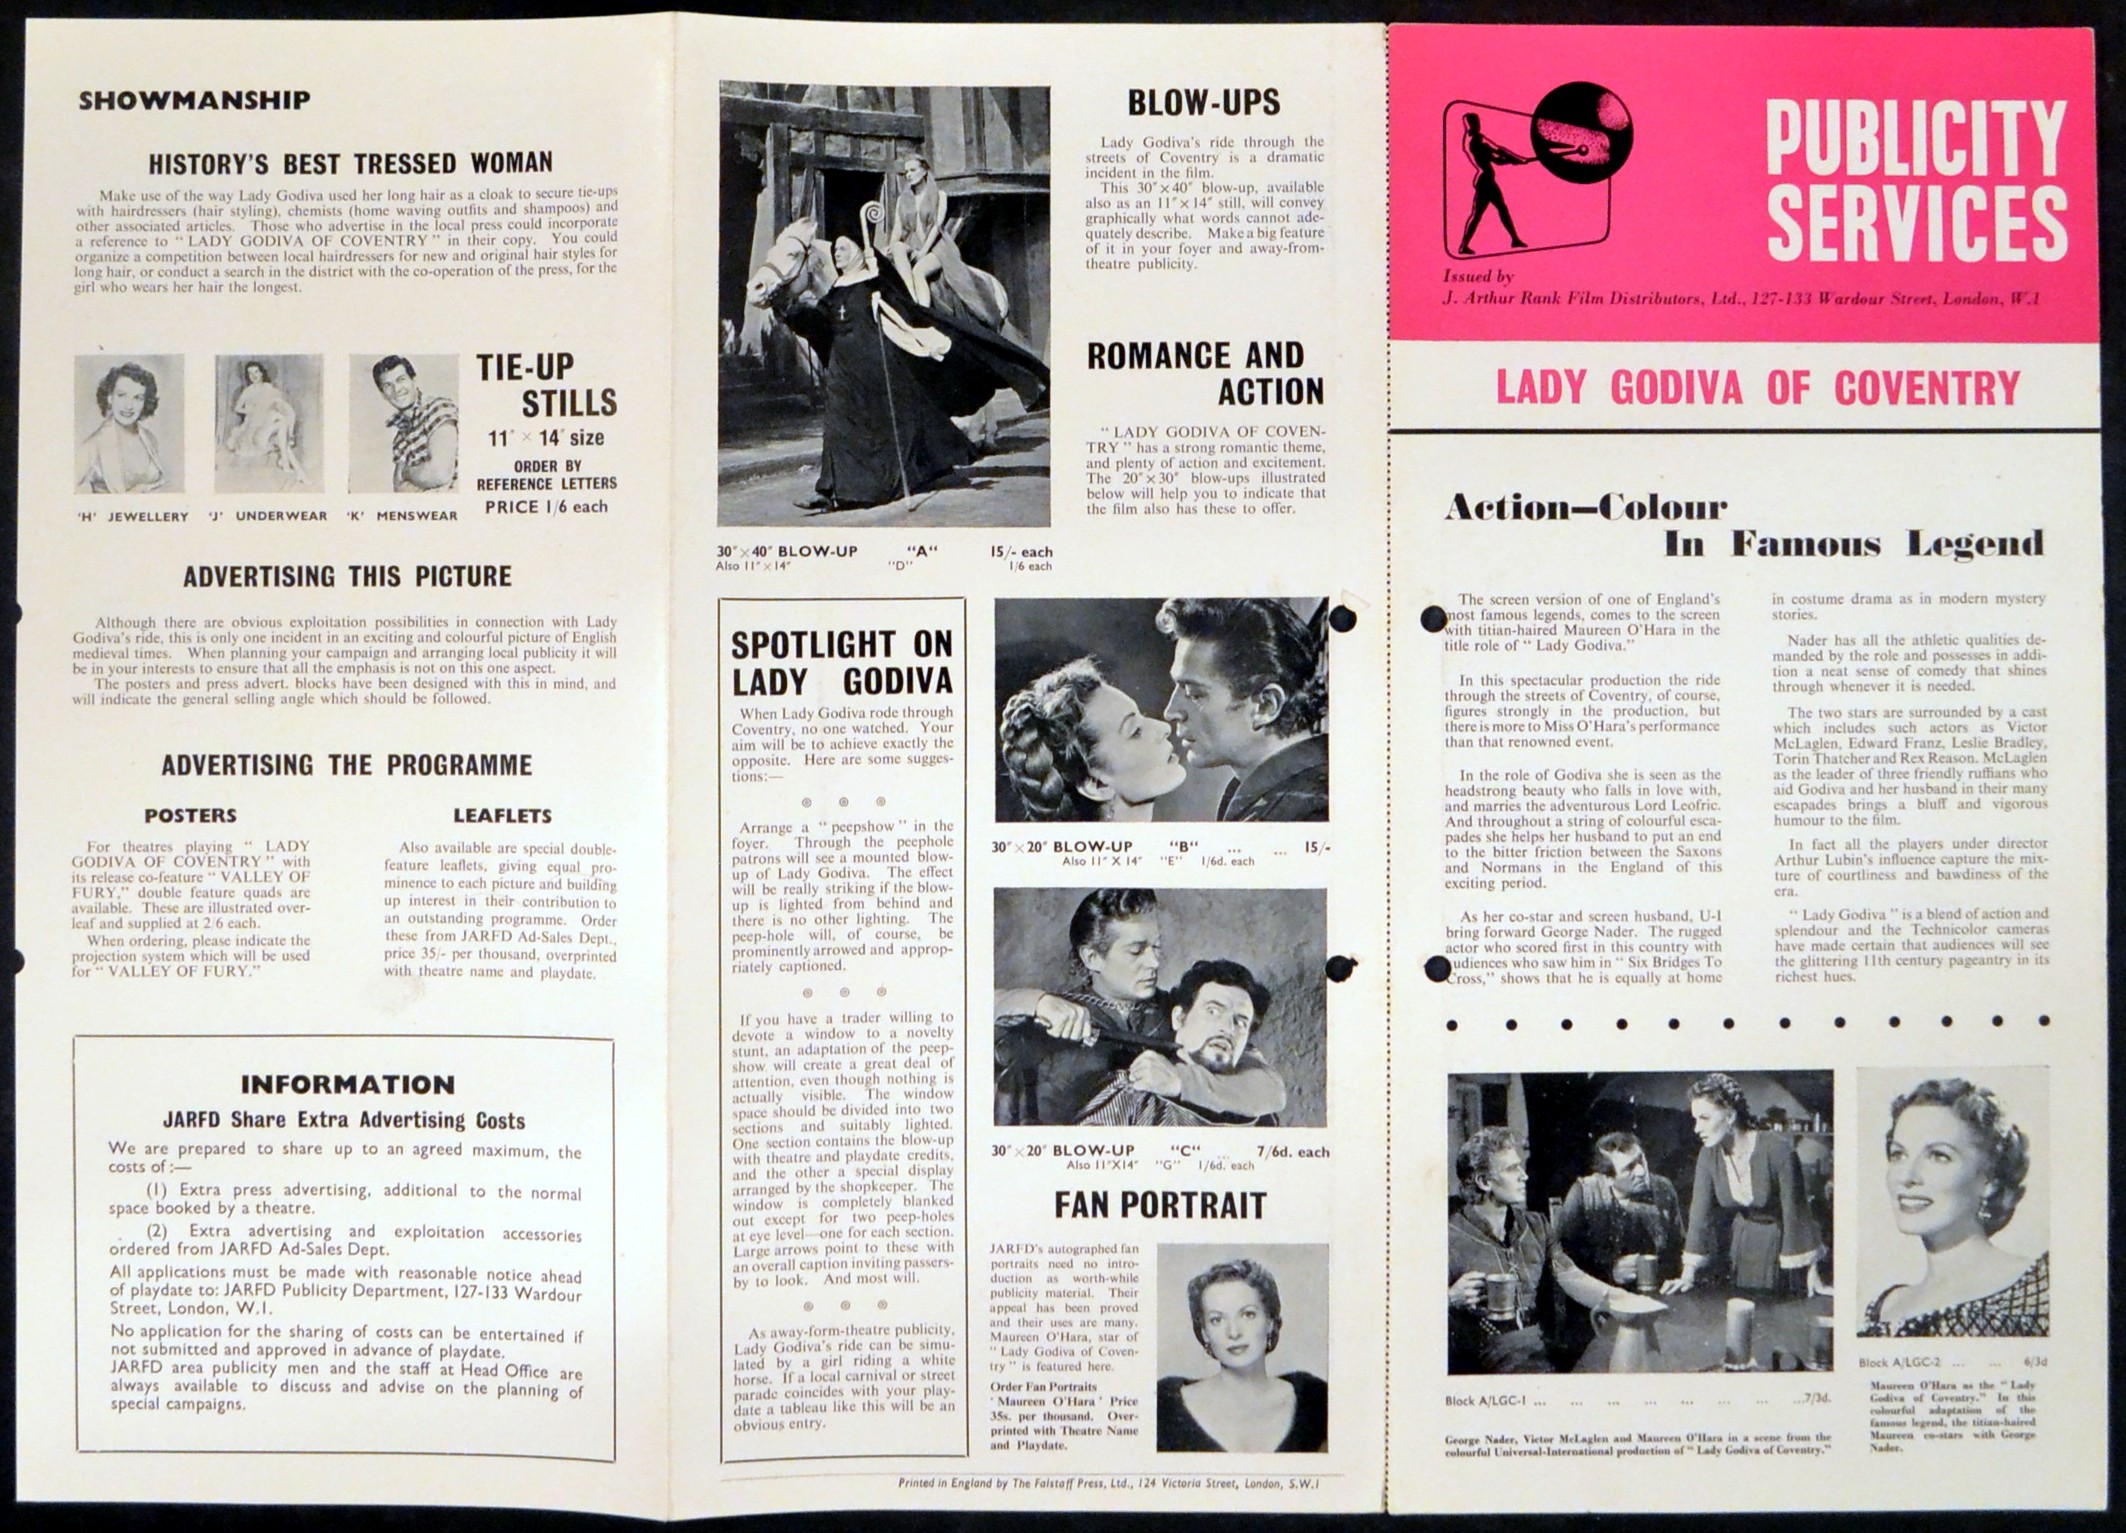 SHOWMANSHIP
HISTORY'S BEST TRESSED WOMAN
Make use of the way Lady Godiva used her long hair as a cloak to secure tie-ups
with hairdressers (hair styling), chemists (home waving outfits and shampoos) and
other associated articles. Those who advertise in the local press could incorporate
a reference to " LADY GODIVA OF COVENTRY " in their copy. You could
organize a competition between local hairdressers for new and original hair styles for
long hair, or conduct a search in the district with the co-operation of the press, for the
girl who wears her hair the longest.
TIE-UP
STILLS
11" × 14" size
ORDER BY
REFERENCE LETTERS
PRICE 1/6 each
'H' JEWELLERY 'J' UNDERWEAR 'K' MENSWEAR
ADVERTISING THIS PICTURE
Although there are obvious exploitation possibilities in connection with Lady
Godiva's ride, this is only one incident in an exciting and colourful picture of English
medieval times. When planning your campaign and arranging local publicity it will
be in your interests to ensure that all the emphasis is not on this one aspect.
The posters and press advert. blocks have been designed with this in mind, and
will indicate the general selling angle which should be followed.
ADVERTISING THE PROGRAMME
POSTERS
For theatres playing " LADY
GODIVA OF COVENTRY " with
its release co-feature " VALLEY OF
FURY," double feature quads are
available. These are illustrated over-
leaf and supplied at 2/6 each.
When ordering, please indicate the
projection system which will be used
for " VALLEY OF FURY."
LEAFLETS
Also available are special double-
feature leaflets, giving equal pro-
minence to each picture and building
up interest in their contribution to
an outstanding programme. Order
these from JARFD Ad-Sales Dept.,
price 35/- per thousand, overprinted
with theatre name and playdate.
INFORMATION
JARFD Share Extra Advertising Costs
We are prepared to share up to an agreed maximum, the
costs of :—
(1) Extra press advertising, additional to the normal
space booked by a theatre.
(2) Extra advertising and exploitation accessories
ordered from JARFD Ad-Sales Dept.
All applications must be made with reasonable notice ahead
of playdate to: JARFD Publicity Department, 127-133 Wardour
Street, London, W.1.
No application for the sharing of costs can be entertained if
not submitted and approved in advance of playdate.
JARFD area publicity men and the staff at Head Office are
always available to discuss and advise on the planning of
special campaigns.
30" × 40" BLOW-UP "A" 15/- each
Also 11" × 14" "D" 1/6 each
BLOW-UPS
Lady Godiva's ride through the
streets of Coventry is a dramatic
incident in the film.
This 30" × 40" blow-up, available
also as an 11" × 14" still, will convey
graphically what words cannot ade-
quately describe. Make a big feature
of it in your foyer and away-from-
theatre publicity.
ROMANCE AND
ACTION
" LADY GODIVA OF COVEN-
TRY " has a strong romantic theme,
and plenty of action and excitement.
The 20" × 30" blow-ups illustrated
below will help you to indicate that
the film also has these to offer.
SPOTLIGHT ON
LADY GODIVA
When Lady Godiva rode through
Coventry, no one watched. Your
aim will be to achieve exactly the
opposite. Here are some sugges-
tions:—
Arrange a " peepshow " in the
foyer. Through the peephole
patrons will see a mounted blow-
up of Lady Godiva. The effect
will be really striking if the blow-
up is lighted from behind and
there is no other lighting. The
peep-hole will, of course, be
prominently arrowed and approp-
riately captioned.
If you have a trader willing to
devote a window to a novelty
stunt, an adaptation of the peep-
show will create a great deal of
attention, even though nothing is
actually visible. The window
space should be divided into two
sections and suitably lighted.
One section contains the blow-up
with theatre and playdate credits,
and the other a special display
arranged by the shopkeeper. The
window is completely blanked
out except for two peep-holes
at eye level—one for each section.
Large arrows point to these with
an overall caption inviting passers-
by to look. And most will.
As away-form-theatre publicity,
Lady Godiva's ride can be simu-
lated by a girl riding a white
horse. If a local carnival or street
parade coincides with your play-
date a tableau like this will be an
obvious entry.
30" × 20" BLOW-UP "B" ... ... 15/-
Also 11" X 14" "E" 1/6d. each
30" × 20" BLOW-UP "C" ... 7/6d. each
Also 11"X14" "G" 1/6d. each
FAN PORTRAIT
JARFD's autographed fan
portraits need no intro-
duction as worth-while
publicity material. Their
appeal has been proved
and their uses are many.
Maureen O'Hara, star of
" Lady Godiva of Coven-
try " is featured here.
Order Fan Portraits
' Maureen O'Hara ' Price
35s. per thousand. Over-
printed with Theatre Name
and Playdate.
Printed in England by The Falstaff Press, Ltd., 124 Victoria Street, London, S.W.1
PUBLICITY
SERVICES
Issued by
J. Arthur Rank Film Distributors, Ltd., 127-133 Wardour Street, London, W.1
LADY GODIVA OF COVENTRY
Action—Colour
In Famous Legend
The screen version of one of England's
most famous legends, comes to the screen
with titian-haired Maureen O'Hara in the
title role of " Lady Godiva."
In this spectacular production the ride
through the streets of Coventry, of course,
figures strongly in the production, but
there is more to Miss O'Hara's performance
than that renowned event.
In the role of Godiva she is seen as the
headstrong beauty who falls in love with,
and marries the adventurous Lord Leofric.
And throughout a string of colourful esca-
pades she helps her husband to put an end
to the bitter friction between the Saxons
and Normans in the England of this
exciting period.
As her co-star and screen husband, U-I
bring forward George Nader. The rugged
actor who scored first in this country with
audiences who saw him in " Six Bridges To
Cross," shows that he is equally at home
in costume drama as in modern mystery
stories.
Nader has all the athletic qualities de-
manded by the role and possesses in addi-
tion a neat sense of comedy that shines
through whenever it is needed.
The two stars are surrounded by a cast
which includes such actors as Victor
McLaglen, Edward Franz, Leslie Bradley,
Torin Thatcher and Rex Reason. McLaglen
as the leader of three friendly ruffians who
aid Godiva and her husband in their many
escapades brings a bluff and vigorous
humour to the film.
In fact all the players under director
Arthur Lubin's influence capture the mix-
ture of courtliness and bawdiness of the
era.
" Lady Godiva " is a blend of action and
splendour and the Technicolor cameras
have made certain that audiences will see
the glittering 11th century pageantry in its
richest hues.
Block A/LGC-1 ... ... ... ... ... ... ... ...7/3d.
George Nader, Victor McLaglen and Maureen O'Hara in a scene from the
colourful Universal-International production of " Lady Godiva of Coventry."
Block A/LGC-2 ... ... 6/3d
Maureen O'Hara as the " Lady
Godiva of Coventry." In this
colourful adaptation of the
famous legend, the titian-haired
Maureen co-stars with George
Nader.